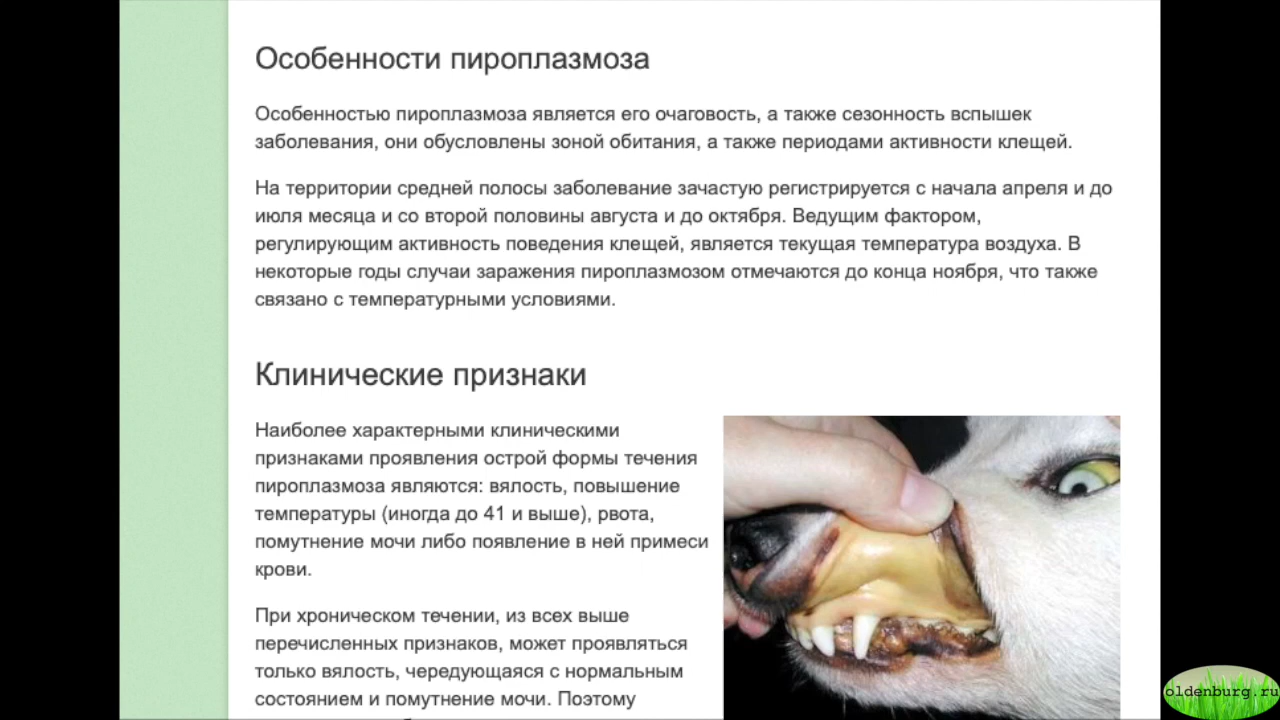 Особенности пироплазмоза
Особенностью пироплазмоза является его очаговость, а также сезонность вспышек
заболевания, они обусловлены зоной обитания, а также периодами активности клещей.
На территории средней полосы заболевание зачастую регистрируется с начала апреля и до
июля месяца и со второй половины августа и до октября. Ведущим фактором,
регулирующим активность поведения клещей, является текущая температура воздуха. В
некоторые годы случаи заражения пироплазмозом отмечаются до конца ноября, что также
связано с температурными условиями.
Клинические признаки
Наиболее характерными клиническими
признаками проявления острой формы течения
пироплазмоза являются: вялость, повышение
температуры (иногда до 41 и выше), рвота,
помутнение мочи либо появление в ней примеси
крови.
При хроническом течении, из всех выше
перечисленных признаков, может проявляться
только вялость, чередующаяся с нормальным
состоянием и помутнение мочи. Поэтому
oldenburg.ru